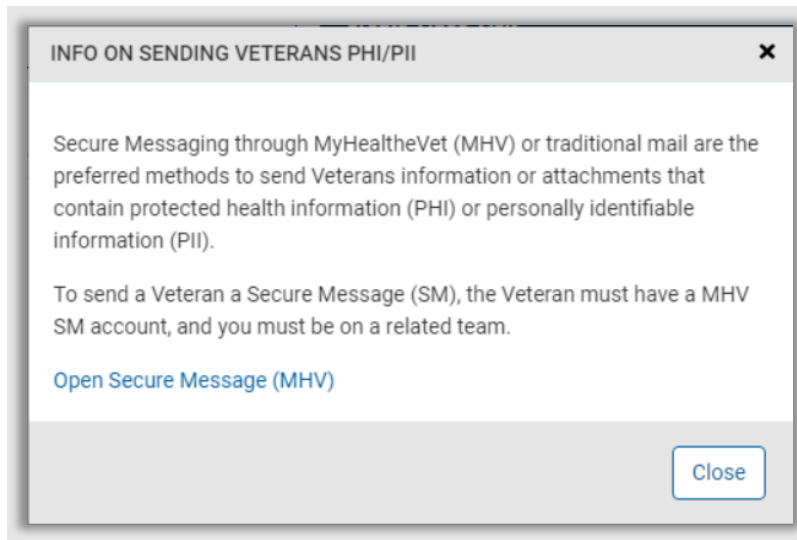 INFO ON SENDING VETERANS PHI/PII
Secure Messaging through MyHealtheVet (MHV) or traditional mail are the
preferred methods to send Veterans information or attachments that
contain protected health information (PHI) or personally identifiable
information (PII).
To send a Veteran a Secure Message (SM), the Veteran must have a MHV
SM account, and you must be on a related team.
Open Secure Message (MHV)
Close